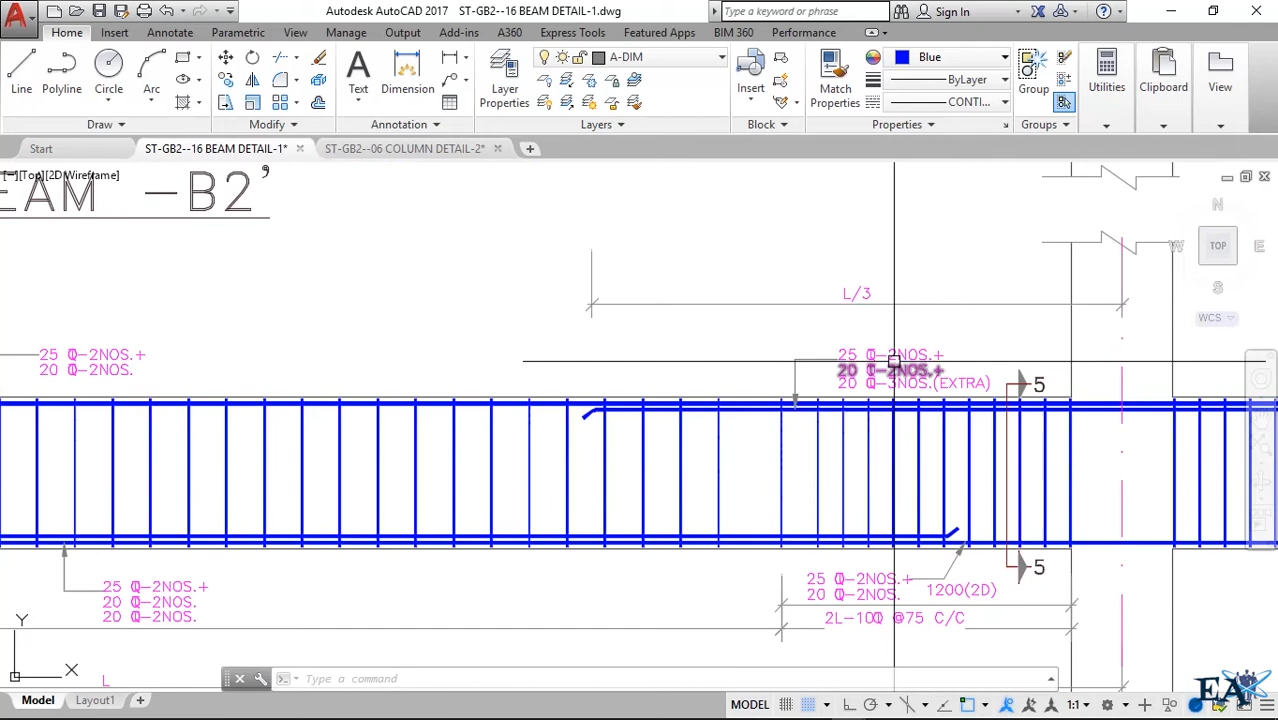 Autodesk AutoCAD 2017 ST-GB2--16 BEAM DETAIL-1.dwg
Type a keyword or phrase
Sign In
Home Insert Annotate Parametric View Manage Output Add-ins A360 Express Tools Featured Apps BIM 360 Performance
Line Polyline Circle Arc
Text Dimension
Layer Properties
A-DIM
Insert
Match Properties
Blue
ByLayer
CONTI...
Group
Utilities
Clipboard
View
Draw Modify Annotation Layers Block Properties Groups
Start ST-GB2--16 BEAM DETAIL-1* ST-GB2--06 COLUMN DETAIL-2*
[−][Top][2D Wireframe]
EAM -B2'
N
W TOP E
S
WCS
L/3
25 Φ-2NOS.+
20 Φ-2NOS.
25 Φ-2NOS.+
20 Φ-2NOS.+
20 Φ-3NOS.(EXTRA)
5
5
25 Φ-2NOS.+
20 Φ-2NOS.
20 Φ-2NOS.
25 Φ-2NOS.+
20 Φ-2NOS.
1200(2D)
2L-10Φ @75 C/C
Y
X
L
Type a command
Model Layout1
MODEL
1:1
EA